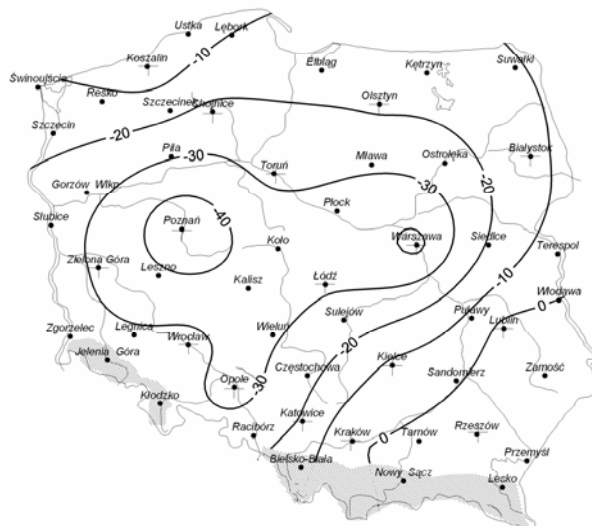 Ustka
Lębork
-10
Koszalin
Elbląg
Kętrzyn
Suwałki
Świnoujście
Resko
Szczecinek
Chojnice
Olsztyn
Szczecin
-20
Piła
-30
Toruń
Mława
Ostrołęka
Białystok
-20
Gorzów Wlkp.
-30
Płock
-40
Słubice
Poznań
Koło
Warszawa
Siedlce
Terespol
Zielona Góra
Leszno
Kalisz
Łódź
-10
Włodawa
0
Zgorzelec
Legnica
Wrocław
Wieluń
Sulejów
Puławy
Lublin
Jelenia Góra
-20
Kielce
Opole
-30
Częstochowa
Sandomierz
Zamość
Kłodzko
Katowice
Racibórz
Kraków
0
Tarnów
Rzeszów
Bielsko-Biała
Przemyśl
Nowy Sącz
Lesko